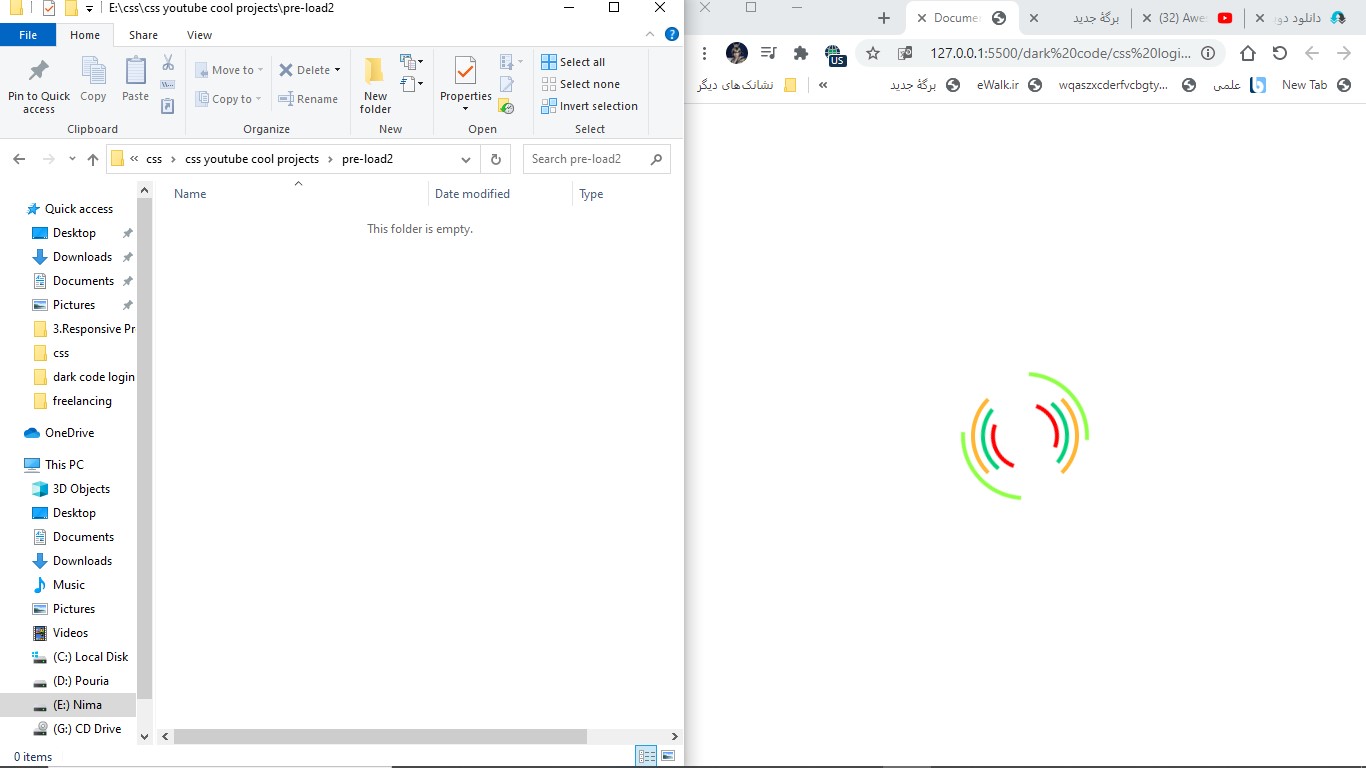 E:\css\css youtube cool projects\pre-load2
File Home Share View
Pin to Quick access
Copy
Paste
Clipboard
Move to
Copy to
Delete
Rename
Organize
New folder
New
Properties
Open
Select all
Select none
Invert selection
Select
css css youtube cool projects pre-load2
Search pre-load2
Name Date modified Type
This folder is empty.
Quick access
Desktop
Downloads
Documents
Pictures
3.Responsive Pr
css
dark code login
freelancing
OneDrive
This PC
3D Objects
Desktop
Documents
Downloads
Music
Pictures
Videos
(C:) Local Disk
(D:) Pouria
(E:) Nima
(G:) CD Drive
0 items
Documen
برگهٔ جدید
(32) Awe
دانلود دو
US
127.0.0.1:5500/dark%20code/css%20logi...
نشانک‌های دیگر
برگهٔ جدید
eWalk.ir
wqaszxcderfvcbgty...
علمی
New Tab